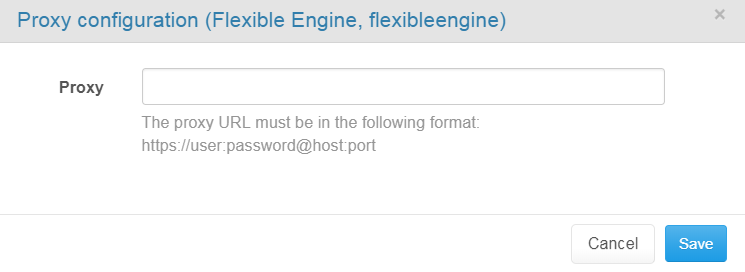 Proxy configuration (Flexible Engine, flexibleengine)
×
Proxy
The proxy URL must be in the following format:
https://user:password@host:port
Cancel
Save